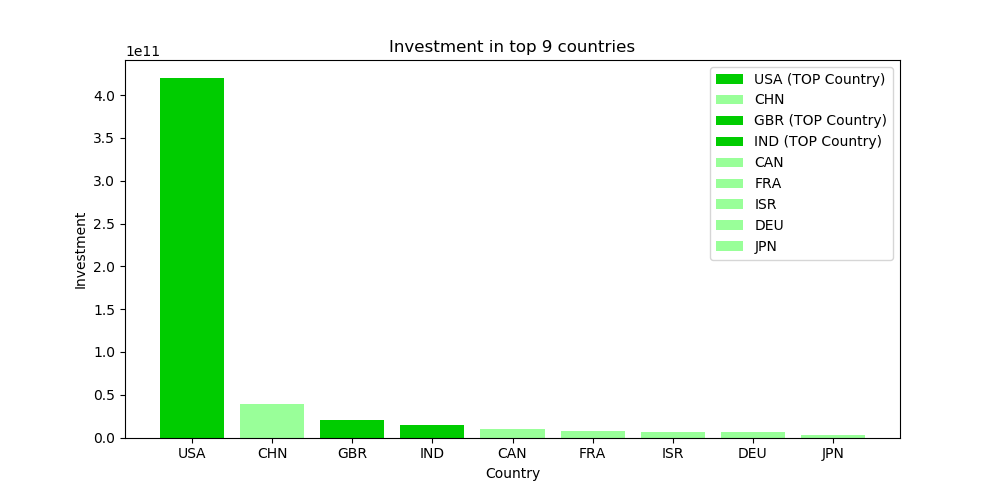 Investment in top 9 countries
1e11
4.0
3.5
3.0
2.5
2.0
1.5
1.0
0.5
0.0
Investment
USA (TOP Country)
CHN
GBR (TOP Country)
IND (TOP Country)
CAN
FRA
ISR
DEU
JPN
USA CHN GBR IND CAN FRA ISR DEU JPN
Country